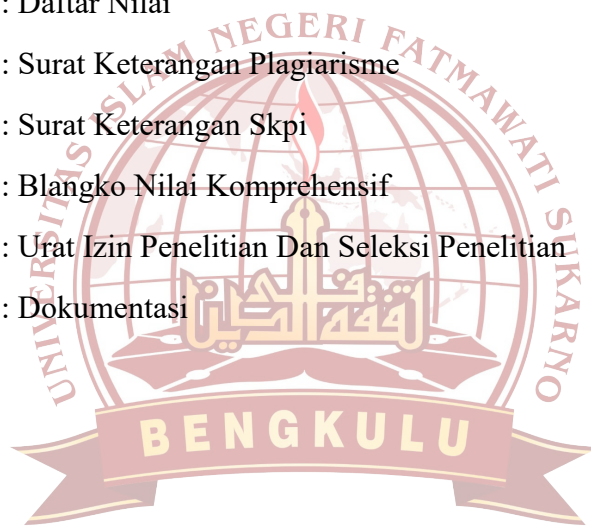 : Daftar Nilai
: Surat Keterangan Plagiarisme
: Surat Keterangan Skpi
: Blangko Nilai Komprehensif
: Urat Izin Penelitian Dan Seleksi Penelitian
: Dokumentasi
UNIVERSITAS ISLAM NEGERI FATMAWATI SUKARNO
BENGKULU